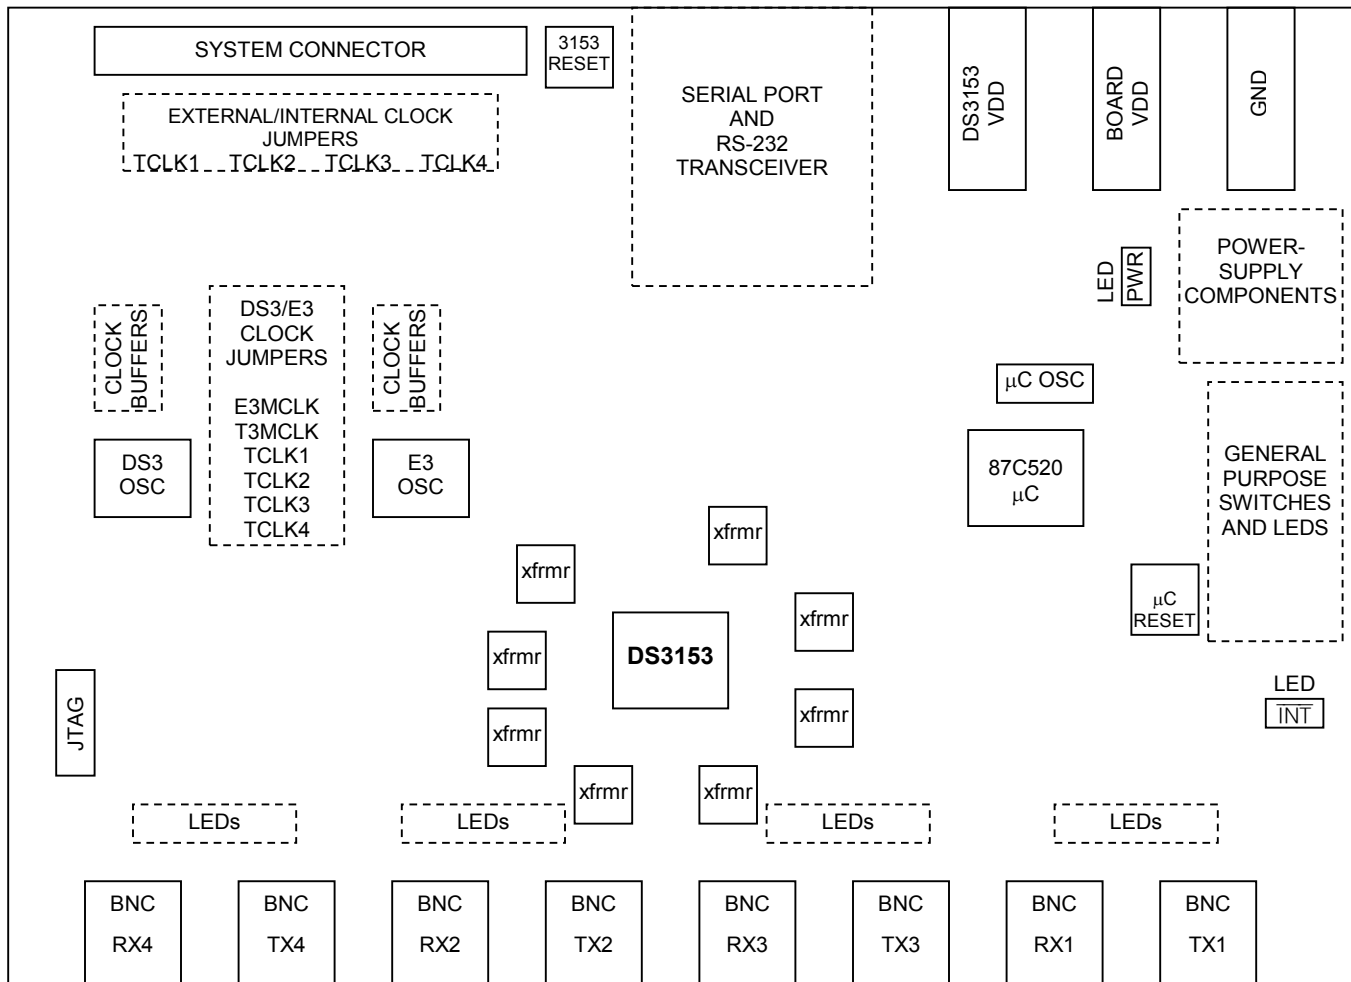 SYSTEM CONNECTOR
3153
RESET
EXTERNAL/INTERNAL CLOCK
JUMPERS
TCLK1 TCLK2 TCLK3 TCLK4
SERIAL PORT
AND
RS-232
TRANSCEIVER
DS3153
VDD
BOARD
VDD
GND
LED
PWR
POWER-
SUPPLY
COMPONENTS
CLOCK
BUFFERS
DS3/E3
CLOCK
JUMPERS
E3MCLK
T3MCLK
TCLK1
TCLK2
TCLK3
TCLK4
CLOCK
BUFFERS
DS3
OSC
E3
OSC
µC OSC
87C520
µC
GENERAL
PURPOSE
SWITCHES
AND LEDS
µC
RESET
xfrmr
xfrmr
xfrmr
xfrmr
DS3153
xfrmr
xfrmr
xfrmr
xfrmr
JTAG
LED
INT
LEDs
LEDs
LEDs
LEDs
BNC
RX4
BNC
TX4
BNC
RX2
BNC
TX2
BNC
RX3
BNC
TX3
BNC
RX1
BNC
TX1